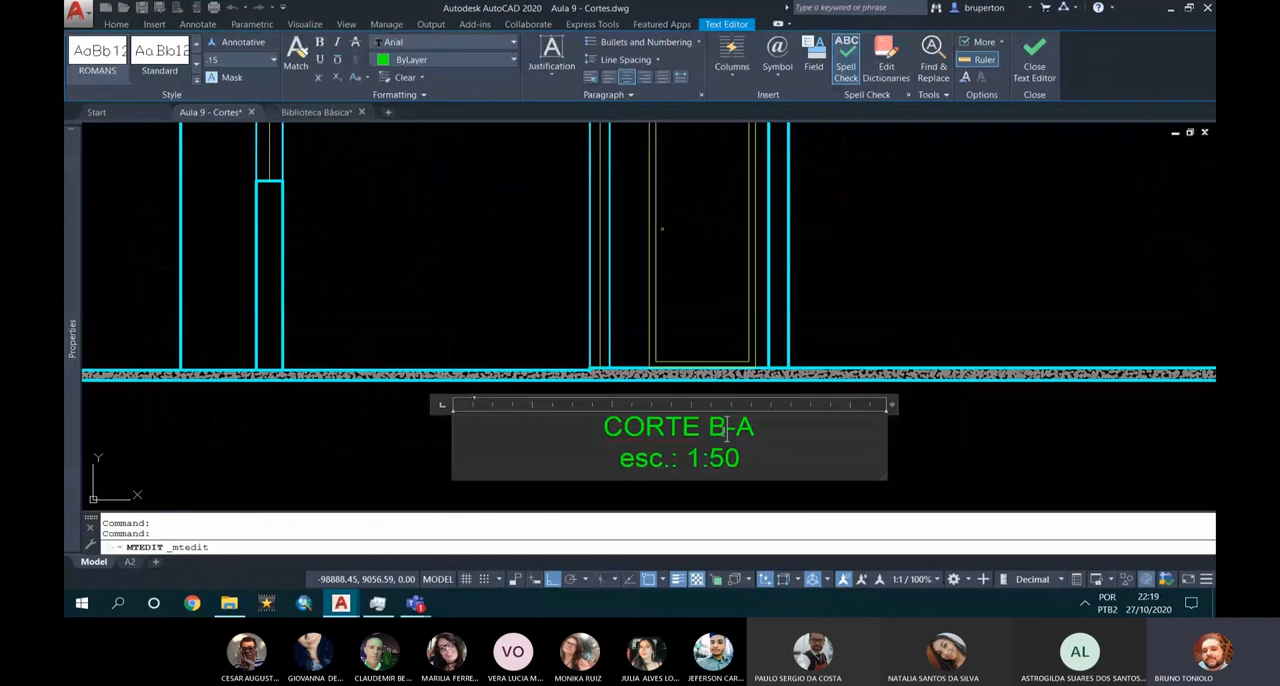 Autodesk AutoCAD 2020 Aula 9 - Cortes.dwg
Type a keyword or phrase
bruperton
Home Insert Annotate Parametric View Manage Output Add-ins Collaborate Express Tools Featured Apps Text Editor
Visualize
AaBb12
AaBb12
ROMANS
Standard
Annotative
.15
Mask
Style
Match
Arial
ByLayer
Clear
Formatting
Justification
Bullets and Numbering
Line Spacing
Paragraph
Columns
Symbol
Field
Insert
ABC
Spell
Check
Edit
Dictionaries
Spell Check
Find &
Replace
Tools
More
Ruler
Options
Close
Text Editor
Close
Start
Aula 9 - Cortes*
Biblioteca Básica*
Properties
CORTE B-A
esc.: 1:50
Y
X
Command:
Command:
MTEDIT _mtedit
Model A2
-98888.45, 9056.59, 0.00 MODEL
1:1 / 100%
Decimal
POR
PTB2
22:19
27/10/2020
VO
AL
CESAR AUGUST...
GIOVANNA DE...
CLAUDEMIR BE...
MARILIA FERRE...
VERA LUCIA M...
MONIKA RUIZ
JULIA ALVES LO...
JEFERSON CAR...
PAULO SERGIO DA COSTA
NATALIA SANTOS DA SILVA
ASTROGILDA SUARES DOS SANTOS...
BRUNO TONIOLO